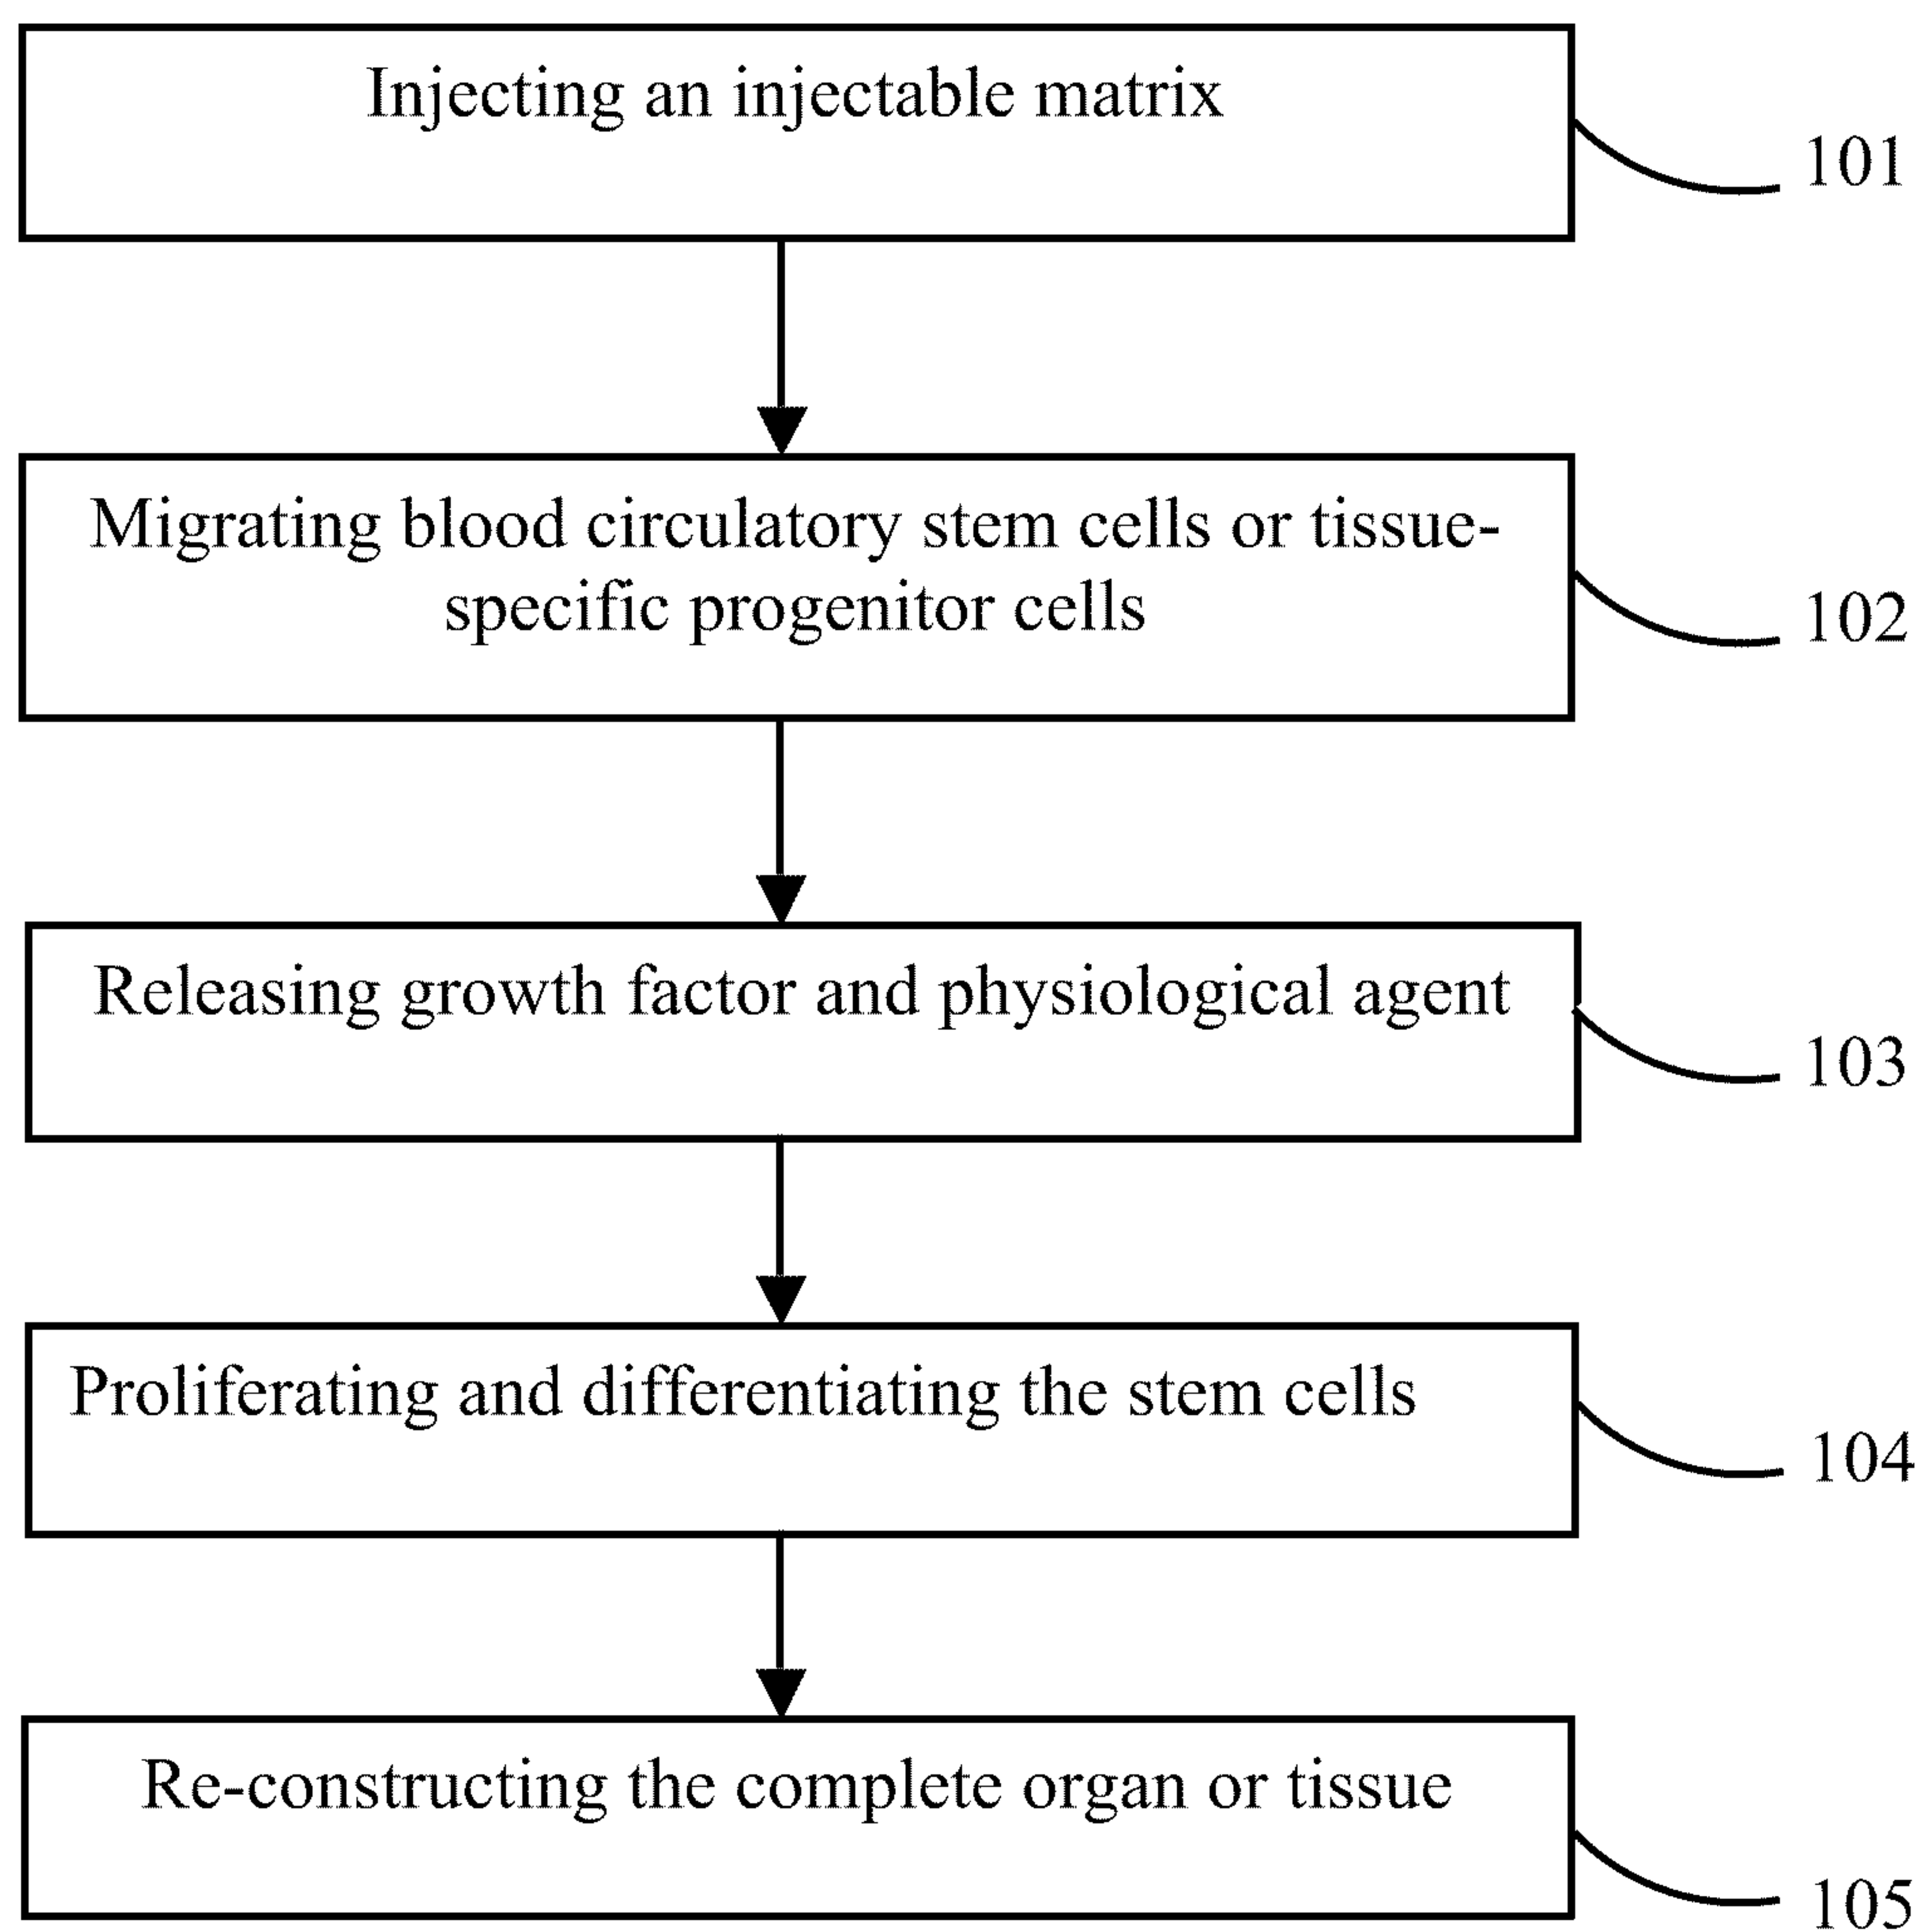 Injecting an injectable matrix
101
Migrating blood circulatory stem cells or tissue-
specific progenitor cells
102
Releasing growth factor and physiological agent
103
Proliferating and differentiating the stem cells
104
Re-constructing the complete organ or tissue
105